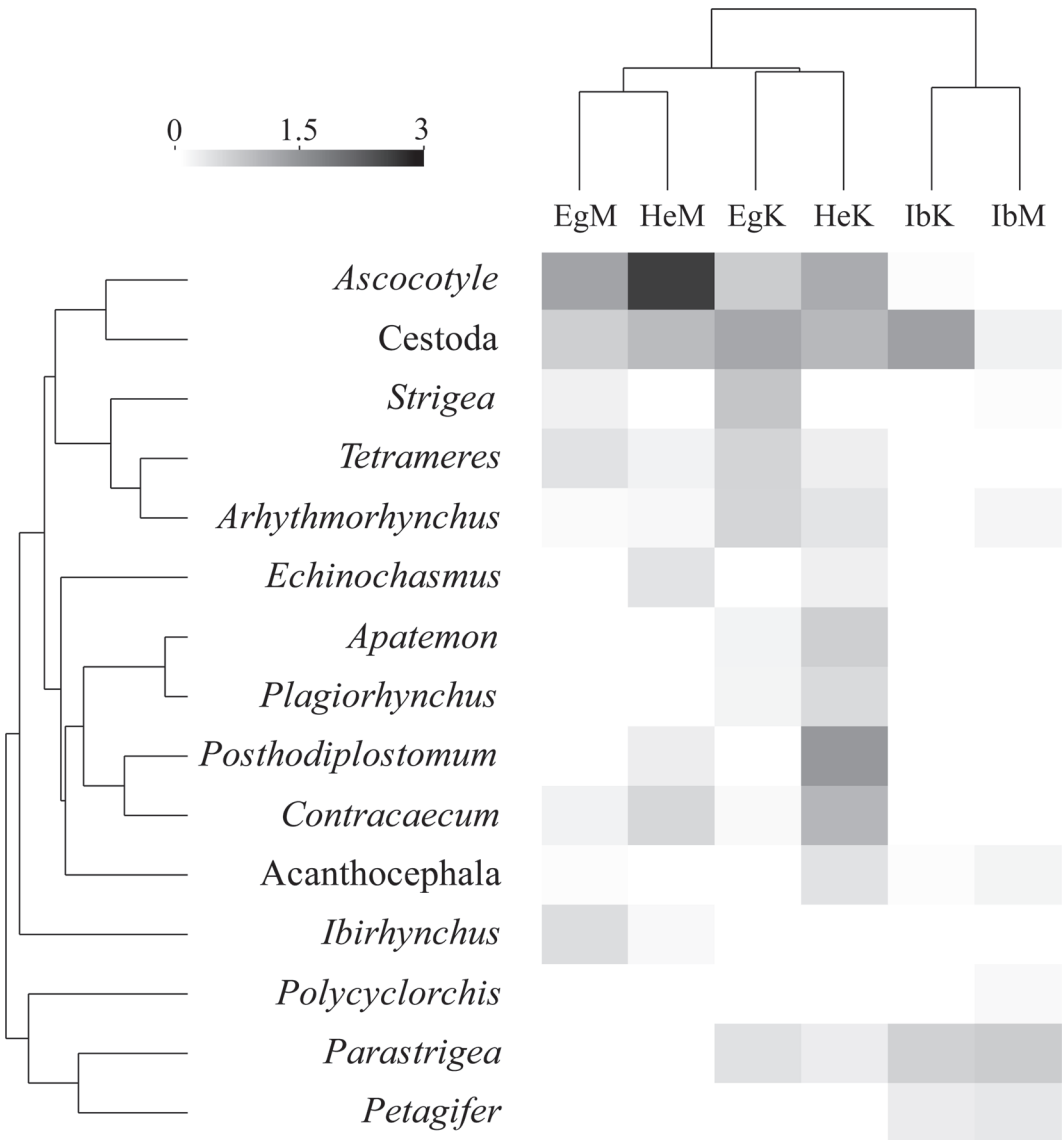 0 1.5 3
EgM HeM EgK HeK IbK IbM
Ascocotyle
Cestoda
Strigea
Tetrameres
Arhythmorhynchus
Echinochasmus
Apatemon
Plagiorhynchus
Posthodiplostomum
Contracaecum
Acanthocephala
Ibirhynchus
Polycyclorchis
Parastrigea
Petagifer